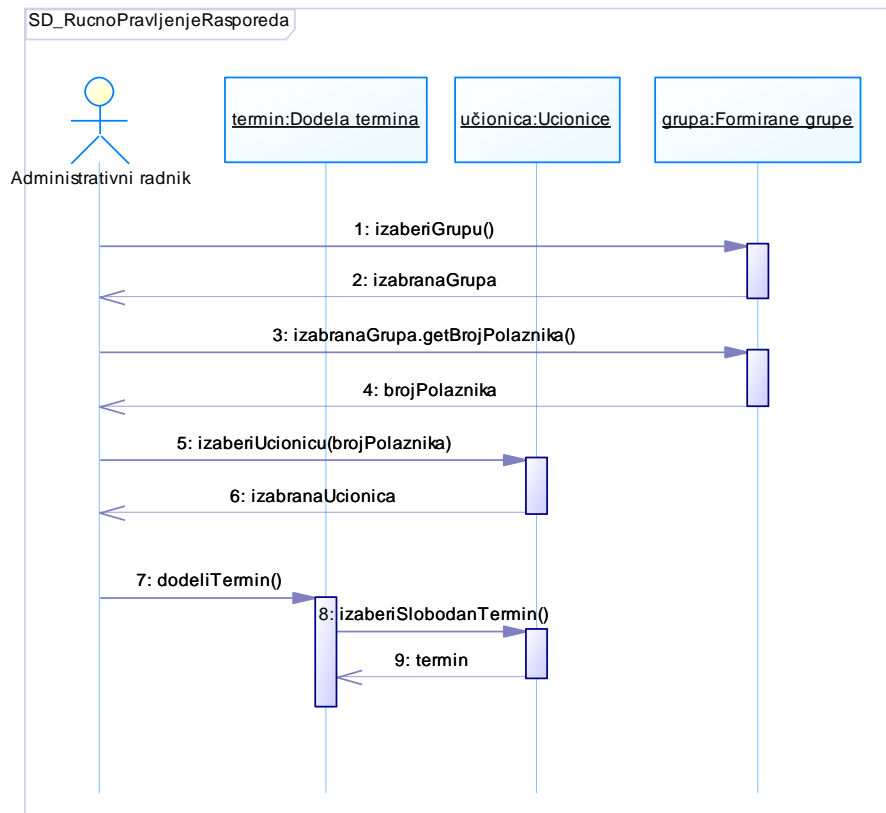 SD_RucnoPravljenjeRasporeda
termin:Dodela termina
učionica:Ucionice
grupa:Formirane grupe
Administrativni radnik
1: izaberiGrupu()
2: izabranaGrupa
3: izabranaGrupa.getBrojPolaznika()
4: brojPolaznika
5: izaberiUcionicu(brojPolaznika)
6: izabranaUcionica
7: dodeliTermin()
8: izaberiSlobodanTermin()
9: termin